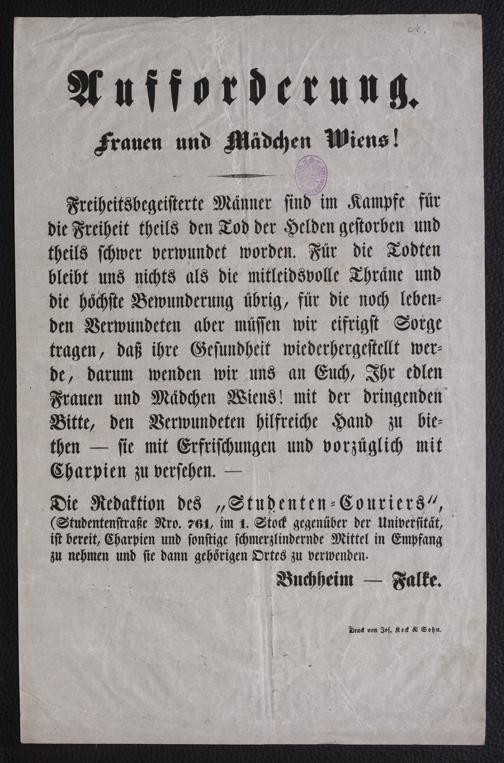 Aufforderung.
Frauen und Mädchen Wiens!
Freiheitsbegeisterte Männer sind im Kampfe für
die Freiheit theils den Tod der Helden gestorben und
theils schwer verwundet worden. Für die Todten
bleibt uns nichts als die mitleidsvolle Thräne und
die höchste Bewunderung übrig, für die noch leben-
den Verwundeten aber müssen wir eifrigst Sorge
tragen, daß ihre Gesundheit wiederhergestellt wer-
de, darum wenden wir uns an Euch, Ihr edlen
Frauen und Mädchen Wiens! mit der dringenden
Bitte, den Verwundeten hilfreiche Hand zu bie-
then — sie mit Erfrischungen und vorzüglich mit
Charpien zu versehen. —
Die Redaktion des „Studenten-Couriers“,
(Studentenstraße Nro. 761, im 1. Stock gegenüber der Universität,
ist bereit, Charpien und sonstige schmerzlindernde Mittel in Empfang
zu nehmen und sie dann gehörigen Ortes zu verwenden.
Buchheim — Falke.
Druck von Jos. Keck & Sohn.